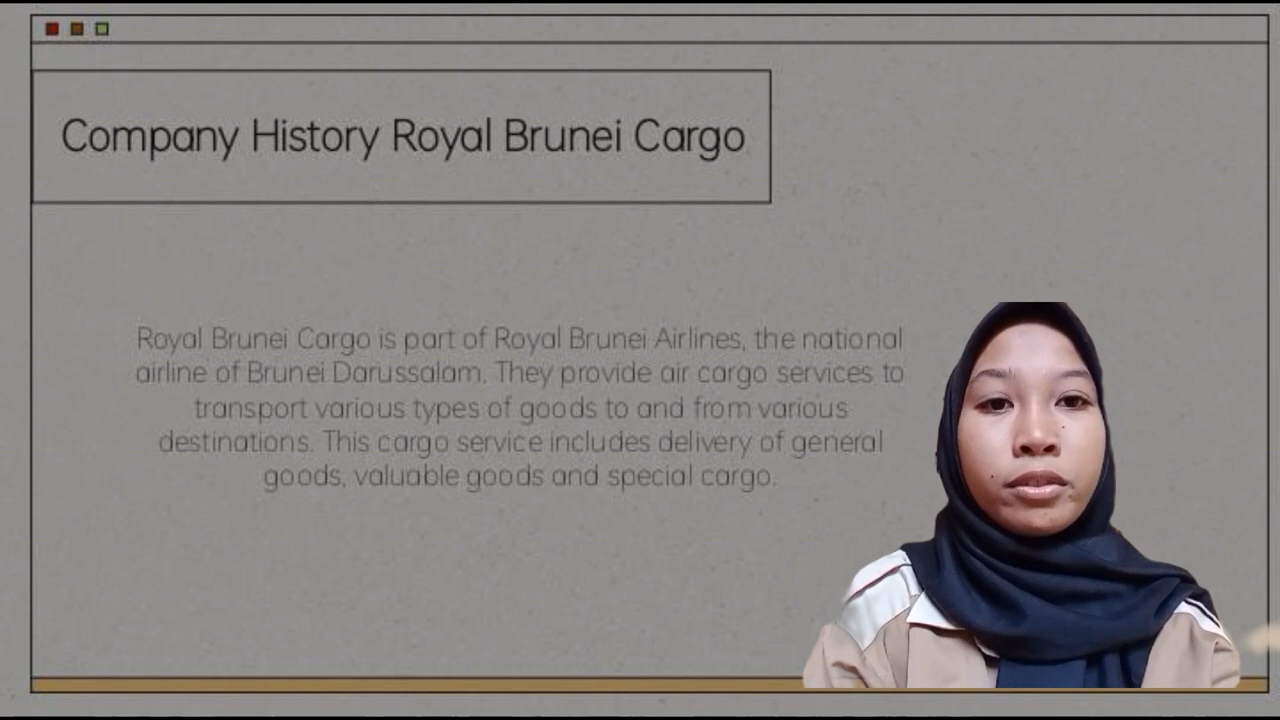 Company History Royal Brunei Cargo
Royal Brunei Cargo is part of Royal Brunei Airlines, the national
airline of Brunei Darussalam. They provide air cargo services to
transport various types of goods to and from various
destinations. This cargo service includes delivery of general
goods, valuable goods and special cargo.